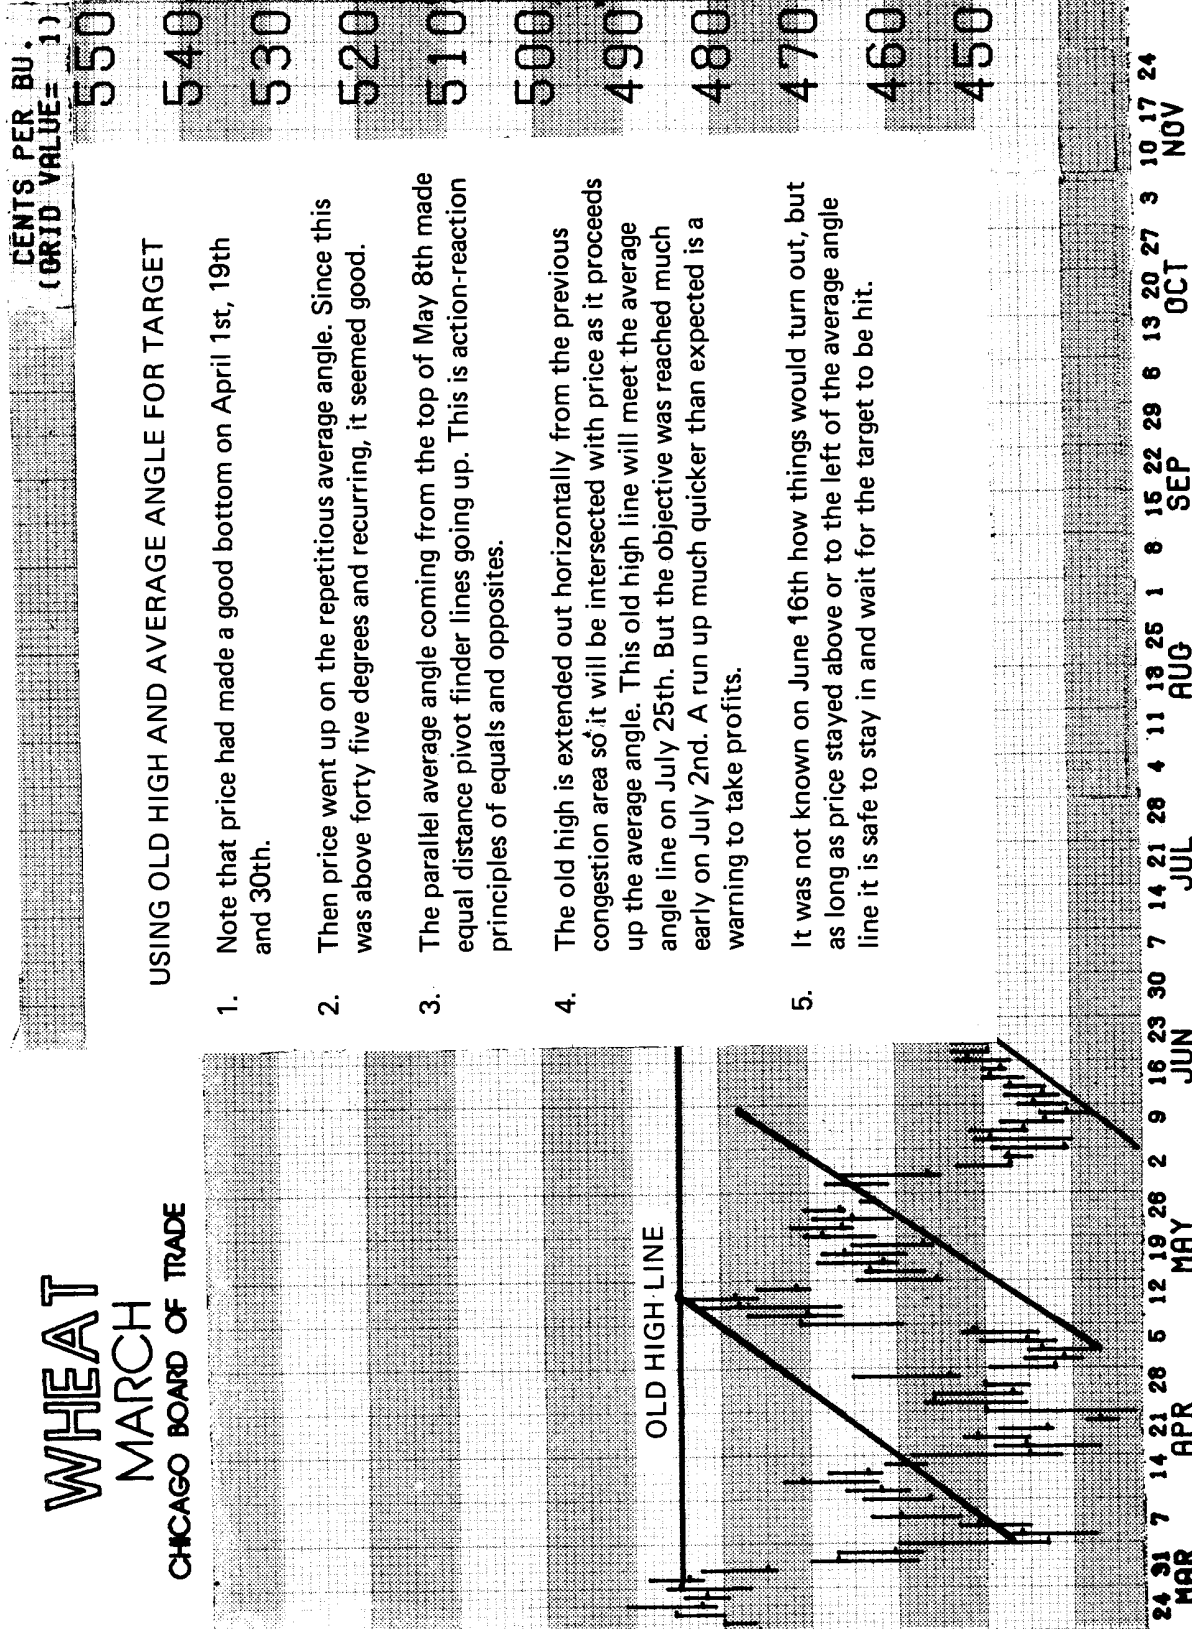 WHEAT
MARCH
CHICAGO BOARD OF TRADE
CENTS PER BU.
(GRID VALUE= 1)
USING OLD HIGH AND AVERAGE ANGLE FOR TARGET
1. Note that price had made a good bottom on April 1st, 19th
and 30th.
2. Then price went up on the repetitious average angle. Since this
was above forty five degrees and recurring, it seemed good.
3. The parallel average angle coming from the top of May 8th made
equal distance pivot finder lines going up. This is action-reaction
principles of equals and opposites.
4. The old high is extended out horizontally from the previous
congestion area so it will be intersected with price as it proceeds
up the average angle. This old high line will meet the average
angle line on July 25th. But the objective was reached much
early on July 2nd. A run up much quicker than expected is a
warning to take profits.
5. It was not known on June 16th how things would turn out, but
as long as price stayed above or to the left of the average angle
line it is safe to stay in and wait for the target to be hit.
OLD HIGH LINE
550
540
530
520
510
500
490
480
470
460
450
24 31 7 14 21 28 5 12 19 26 2 9 16 23 30 7 14 21 28 4 11 18 25 1 8 15 22 29 6 13 20 27 3 10 17 24
MAR APR MAY JUN JUL AUG SEP OCT NOV